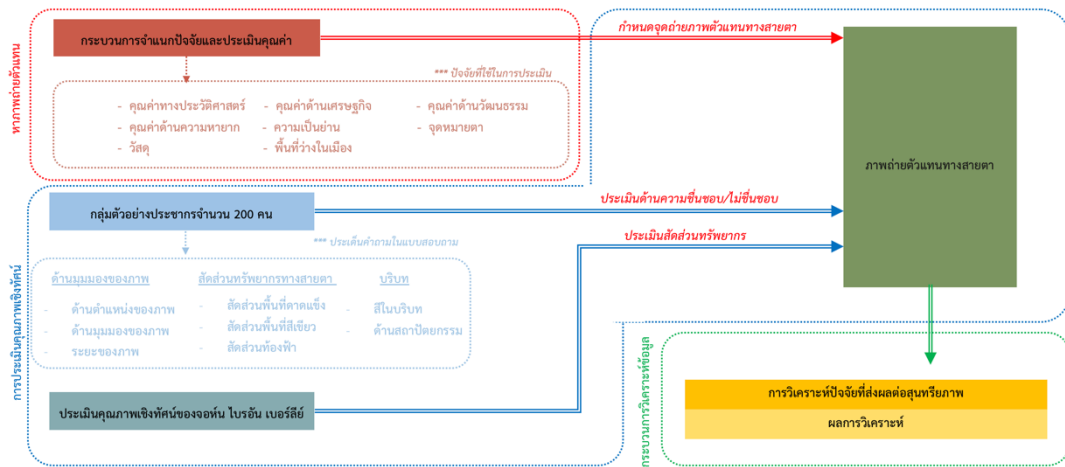 หาภาพถ่ายตัวแทน
กระบวนการจำแนกปัจจัยและประเมินคุณค่า
กำหนดจุดถ่ายภาพตัวแทนทางสายตา
*** ปัจจัยที่ใช้ในการประเมิน
- คุณค่าทางประวัติศาสตร์
- คุณค่าด้านความหายาก
- วัสดุ
- คุณค่าด้านเศรษฐกิจ
- ความเป็นย่าน
- พื้นที่ว่างในเมือง
- คุณค่าด้านวัฒนธรรม
- จุดหมายตา
ภาพถ่ายตัวแทนทางสายตา
การประเมินคุณภาพเชิงทัศน์
กลุ่มตัวอย่างประชากรจำนวน 200 คน
ประเมินด้านความชื่นชอบ/ไม่ชื่นชอบ
ประเมินสัดส่วนทรัพยากร
*** ประเด็นคำถามในแบบสอบถาม
ด้านมุมมองของภาพ
- ด้านตำแหน่งของภาพ
- ด้านมุมมองของภาพ
- ระยะของภาพ
สัดส่วนทรัพยากรทางสายตา
- สัดส่วนพื้นที่ดาดแข็ง
- สัดส่วนพื้นที่สีเขียว
- สัดส่วนท้องฟ้า
บริบท
- สีในบริบท
- ด้านสถาปัตยกรรม
ประเมินคุณภาพเชิงทัศน์ของจอห์น ไบรอัน เบอร์ลีย์
กระบวนการวิเคราะห์ข้อมูล
การวิเคราะห์ปัจจัยที่ส่งผลต่อสุนทรียภาพ
ผลการวิเคราะห์